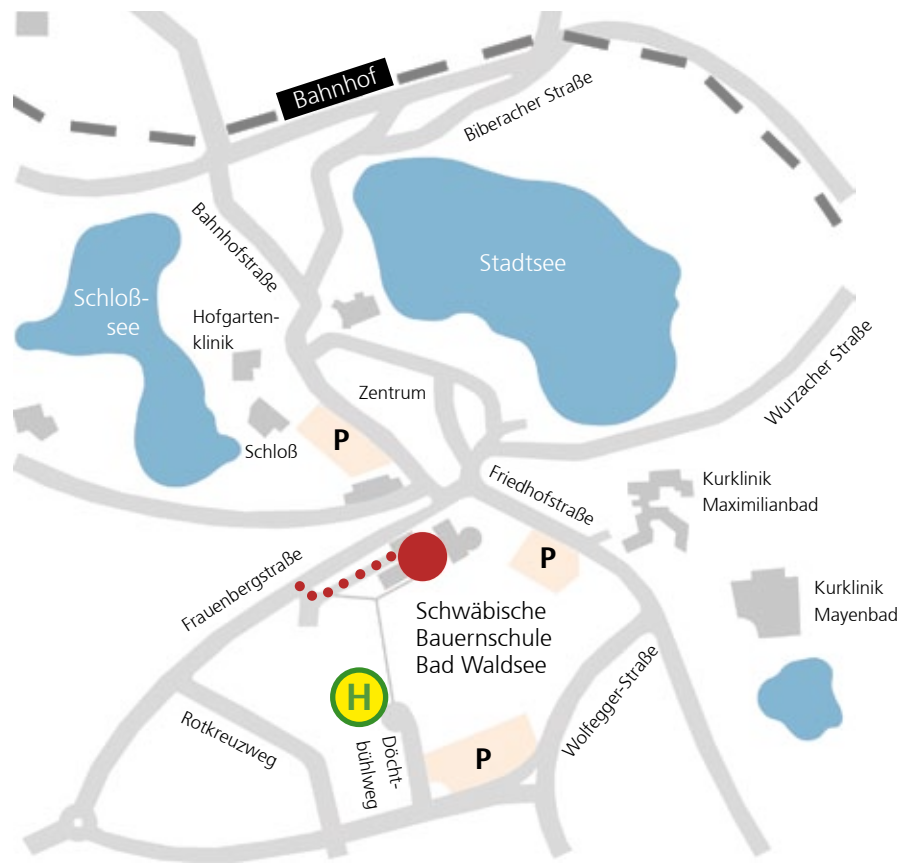 Bahnhof
Biberacher Straße
Bahnhofstraße
Stadtsee
Schloß-
see
Hofgarten-
klinik
Wurzacher Straße
Zentrum
P
Schloß
Friedhofstraße
Kurklinik
Maximilianbad
P
Frauenbergstraße
Kurklinik
Mayenbad
Schwäbische
Bauernschule
Bad Waldsee
H
Rotkreuzweg
Döcht-
bühlweg
P
Wolfegger-Straße